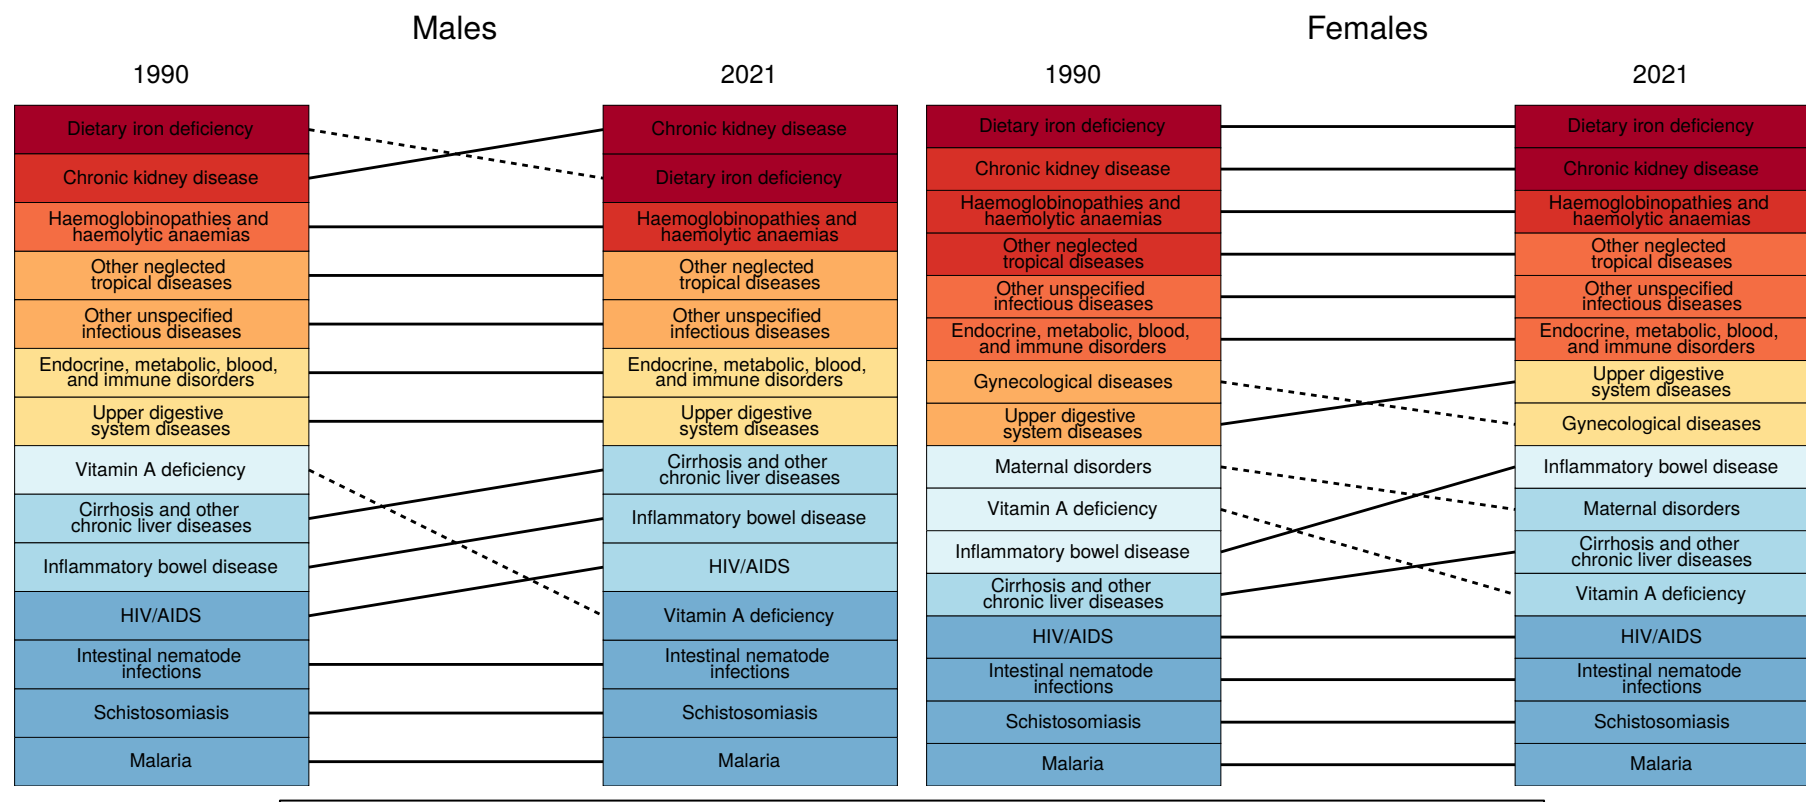 Males
1990
2021
Dietary iron deficiency
Chronic kidney disease
Haemoglobinopathies and
haemolytic anaemias
Other neglected
tropical diseases
Other unspecified
infectious diseases
Endocrine, metabolic, blood,
and immune disorders
Upper digestive
system diseases
Vitamin A deficiency
Cirrhosis and other
chronic liver diseases
Inflammatory bowel disease
HIV/AIDS
Intestinal nematode
infections
Schistosomiasis
Malaria
Chronic kidney disease
Dietary iron deficiency
Haemoglobinopathies and
haemolytic anaemias
Other neglected
tropical diseases
Other unspecified
infectious diseases
Endocrine, metabolic, blood,
and immune disorders
Upper digestive
system diseases
Cirrhosis and other
chronic liver diseases
Inflammatory bowel disease
HIV/AIDS
Vitamin A deficiency
Intestinal nematode
infections
Schistosomiasis
Malaria
Females
1990
2021
Dietary iron deficiency
Chronic kidney disease
Haemoglobinopathies and
haemolytic anaemias
Other neglected
tropical diseases
Other unspecified
infectious diseases
Endocrine, metabolic, blood,
and immune disorders
Gynecological diseases
Upper digestive
system diseases
Maternal disorders
Vitamin A deficiency
Inflammatory bowel disease
Cirrhosis and other
chronic liver diseases
HIV/AIDS
Intestinal nematode
infections
Schistosomiasis
Malaria
Dietary iron deficiency
Chronic kidney disease
Haemoglobinopathies and
haemolytic anaemias
Other neglected
tropical diseases
Other unspecified
infectious diseases
Endocrine, metabolic, blood,
and immune disorders
Upper digestive
system diseases
Gynecological diseases
Inflammatory bowel disease
Maternal disorders
Cirrhosis and other
chronic liver diseases
Vitamin A deficiency
HIV/AIDS
Intestinal nematode
infections
Schistosomiasis
Malaria